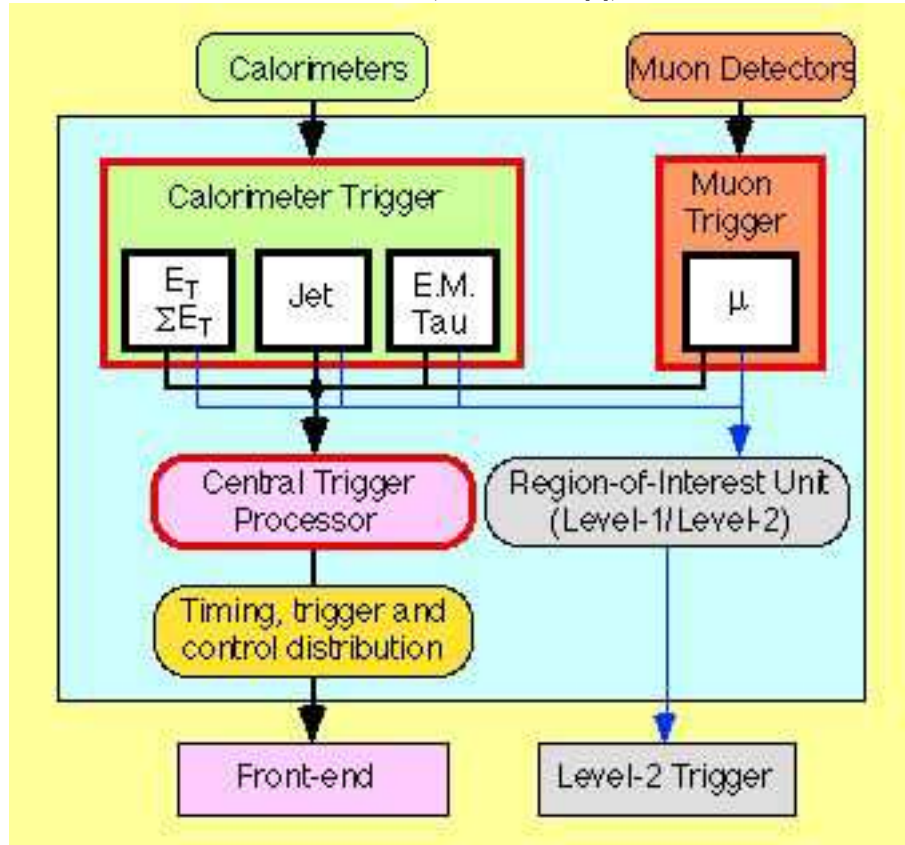 Calorimeters
Muon Detectors
Calorimeter Trigger
Muon
Trigger
E_T
ΣE_T
Jet
E.M.
Tau
μ
Central Trigger
Processor
Region-of-Interest Unit
(Level-1/Level-2)
Timing, trigger and
control distribution
Front-end
Level-2 Trigger